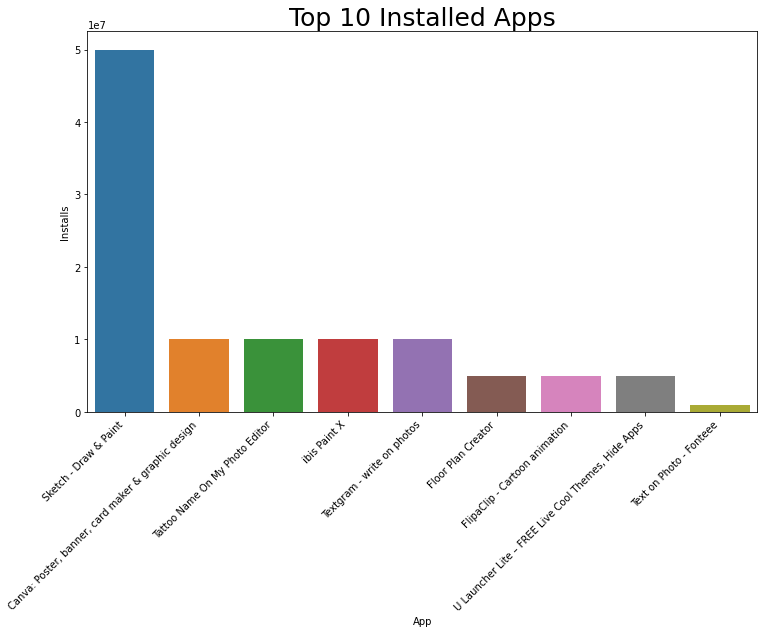 Top 10 Installed Apps
1e7
5
4
3
2
1
0
Installs
Sketch - Draw & Paint
Canva: Poster, banner, card maker & graphic design
Tattoo Name On My Photo Editor
ibis Paint X
Textgram - write on photos
Floor Plan Creator
FlipaClip - Cartoon animation
U Launcher Lite – FREE Live Cool Themes, Hide Apps
Text on Photo - Fonteee
App